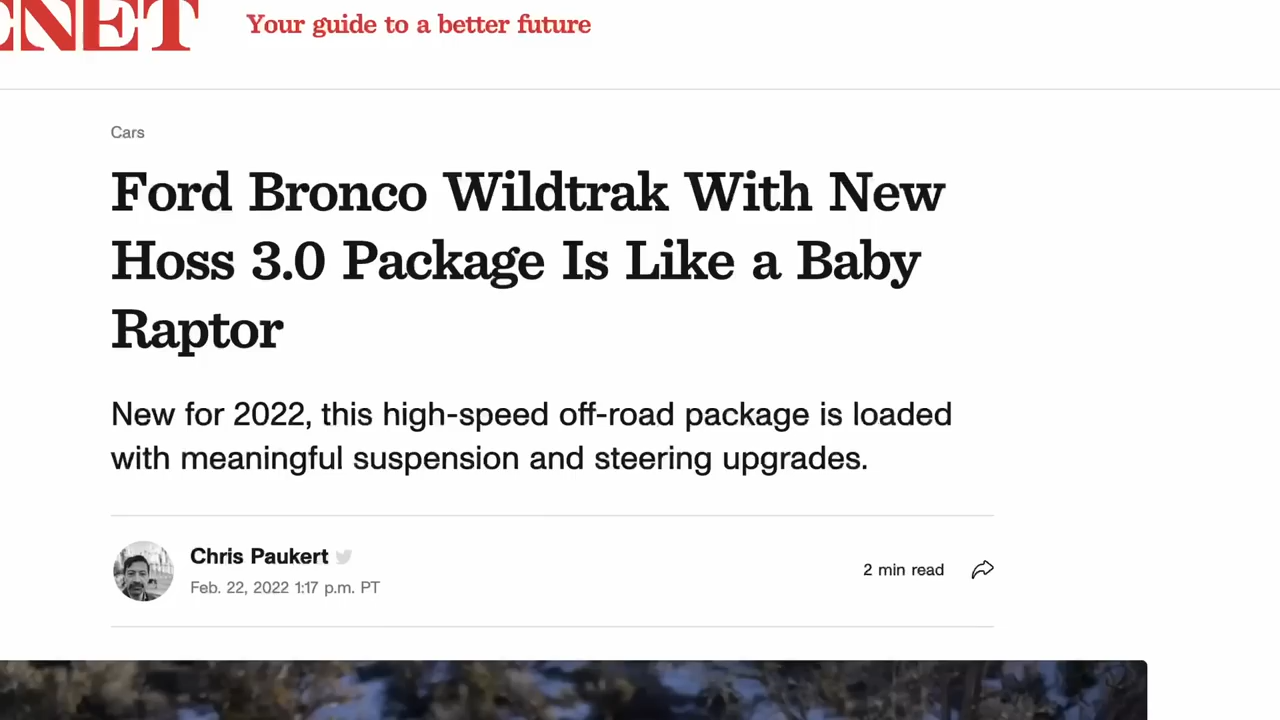 CNET
Your guide to a better future
Cars
Ford Bronco Wildtrak With New
Hoss 3.0 Package Is Like a Baby
Raptor
New for 2022, this high-speed off-road package is loaded
with meaningful suspension and steering upgrades.
Chris Paukert
Feb. 22, 2022 1:17 p.m. PT
2 min read